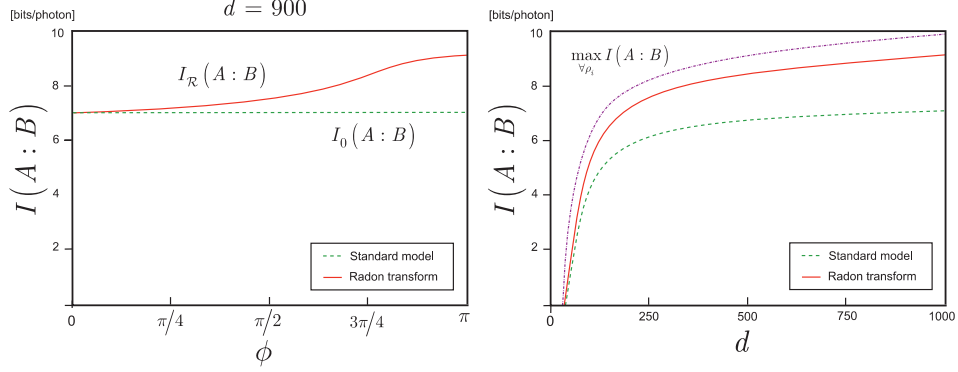 d = 900
[bits/photon]
10
8
6
4
2
I(A : B)
I_R(A : B)
I_0(A : B)
Standard model
Radon transform
0
π/4
π/2
3π/4
π
ϕ
[bits/photon]
10
8
6
4
2
I(A : B)
max I(A : B)
∀ρ_i
Standard model
Radon transform
0
250
500
750
1000
d